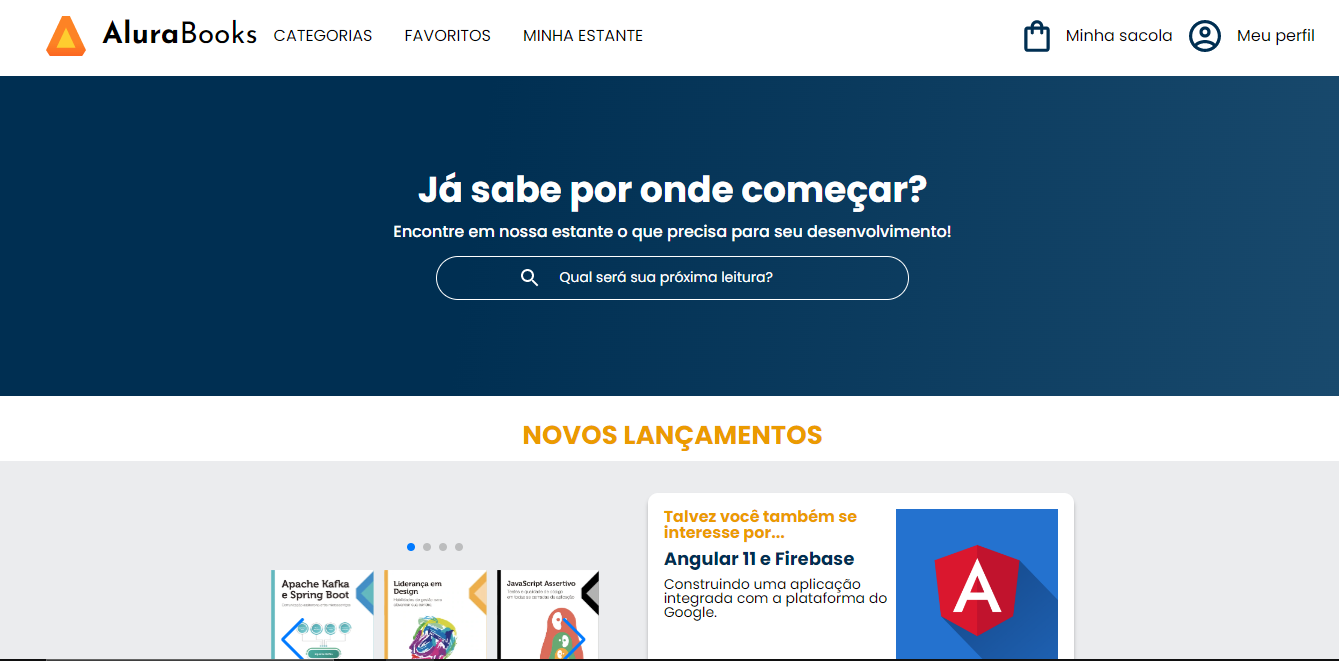 AluraBooks CATEGORIAS FAVORITOS MINHA ESTANTE Minha sacola Meu perfil
Já sabe por onde começar?
Encontre em nossa estante o que precisa para seu desenvolvimento!
Qual será sua próxima leitura?
NOVOS LANÇAMENTOS
Talvez você também se
interesse por...
Angular 11 e Firebase
Construindo uma aplicação
integrada com a plataforma do
Google.
A
Apache Kafka
e Spring Boot
Liderança em
Design
JavaScript Assertivo